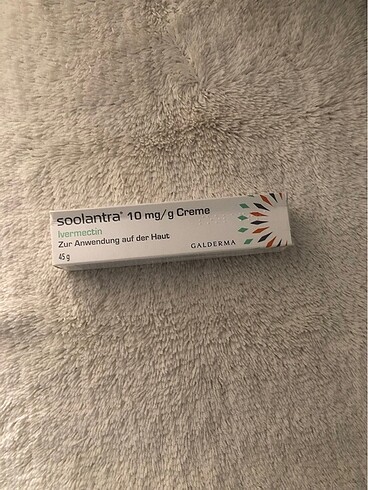 soolantra® 10 mg/g Creme
Ivermectin
Zur Anwendung auf der Haut
45 g
GALDERMA